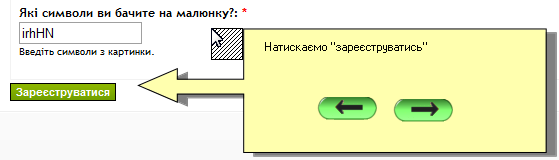 Які символи ви бачите на малюнку?: *
irhHN
Введіть символи з картинки.
Зареєструватися
Натискаємо "зареєструватись"